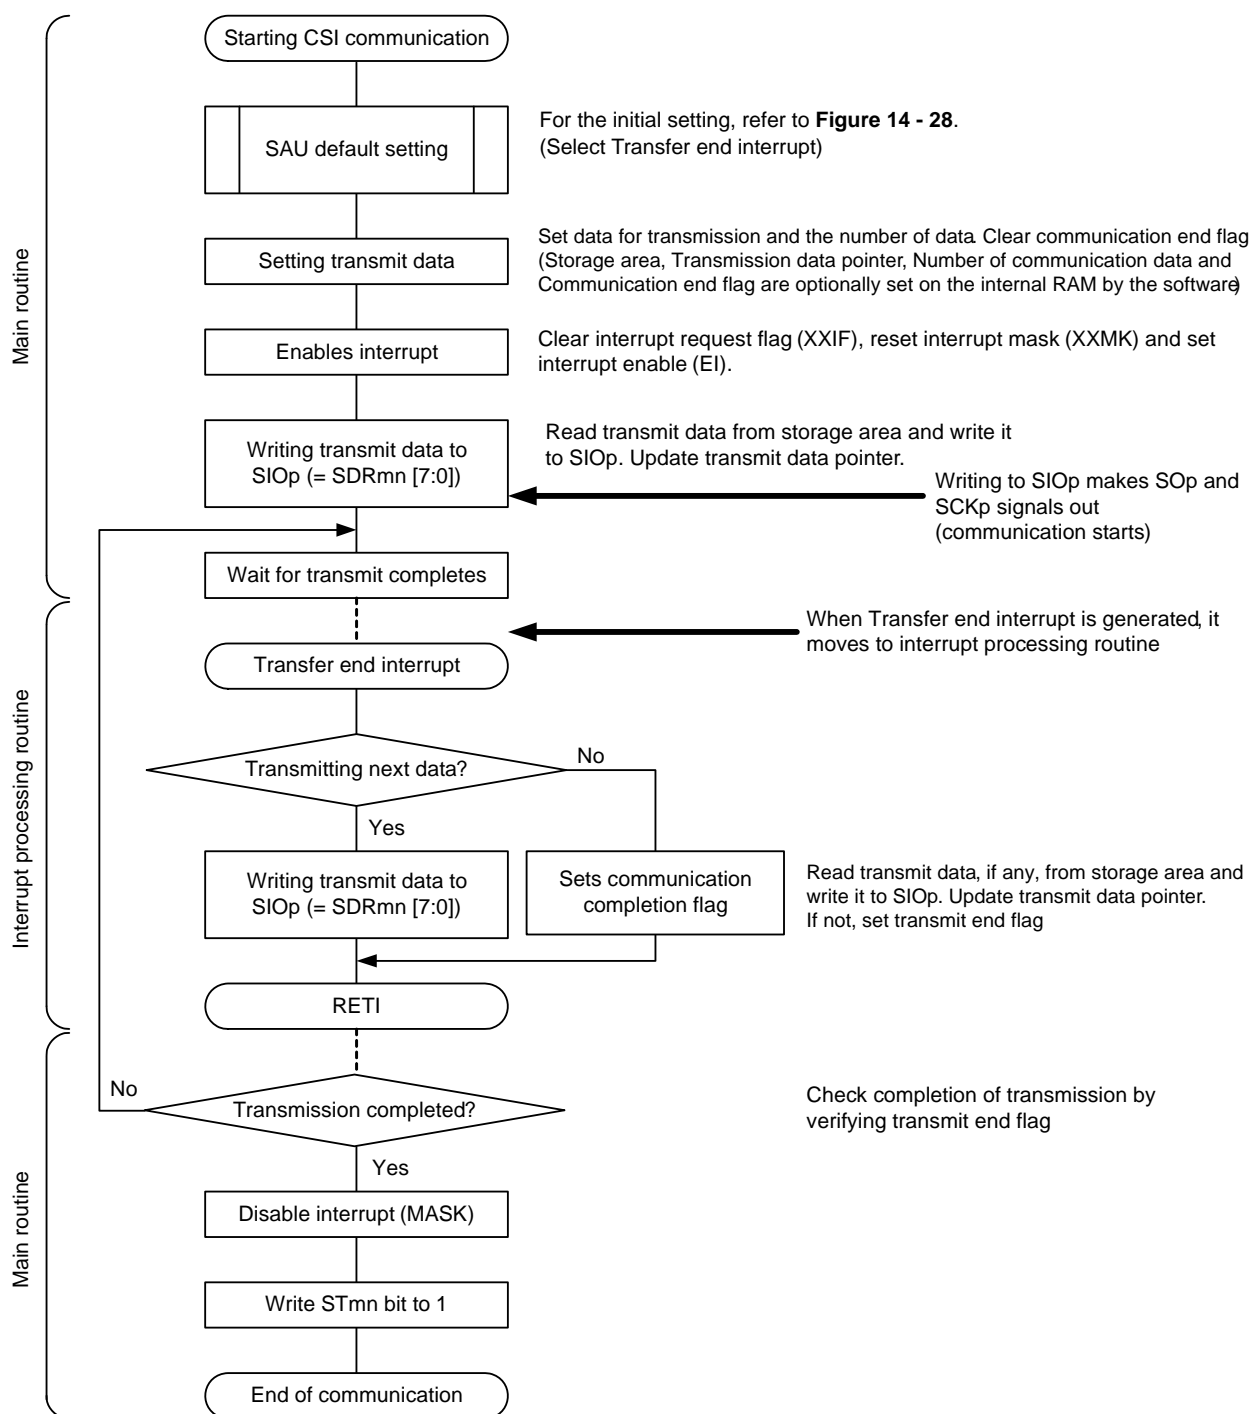 Starting CSI communication
SAU default setting
For the initial setting, refer to Figure 14 - 28.
(Select Transfer end interrupt)
Main routine
Setting transmit data
Set data for transmission and the number of data. Clear communication end flag
(Storage area, Transmission data pointer, Number of communication data and
Communication end flag are optionally set on the internal RAM by the software)
Enables interrupt
Clear interrupt request flag (XXIF), reset interrupt mask (XXMK) and set
interrupt enable (EI).
Writing transmit data to
SIOp (= SDRmn [7:0])
Read transmit data from storage area and write it
to SIOp. Update transmit data pointer.
Writing to SIOp makes SOp and
SCKp signals out
(communication starts)
Wait for transmit completes
When Transfer end interrupt is generated, it
moves to interrupt processing routine
Transfer end interrupt
Interrupt processing routine
Transmitting next data?
No
Yes
Writing transmit data to
SIOp (= SDRmn [7:0])
Sets communication
completion flag
Read transmit data, if any, from storage area and
write it to SIOp. Update transmit data pointer.
If not, set transmit end flag
RETI
No
Transmission completed?
Check completion of transmission by
verifying transmit end flag
Yes
Main routine
Disable interrupt (MASK)
Write STmn bit to 1
End of communication